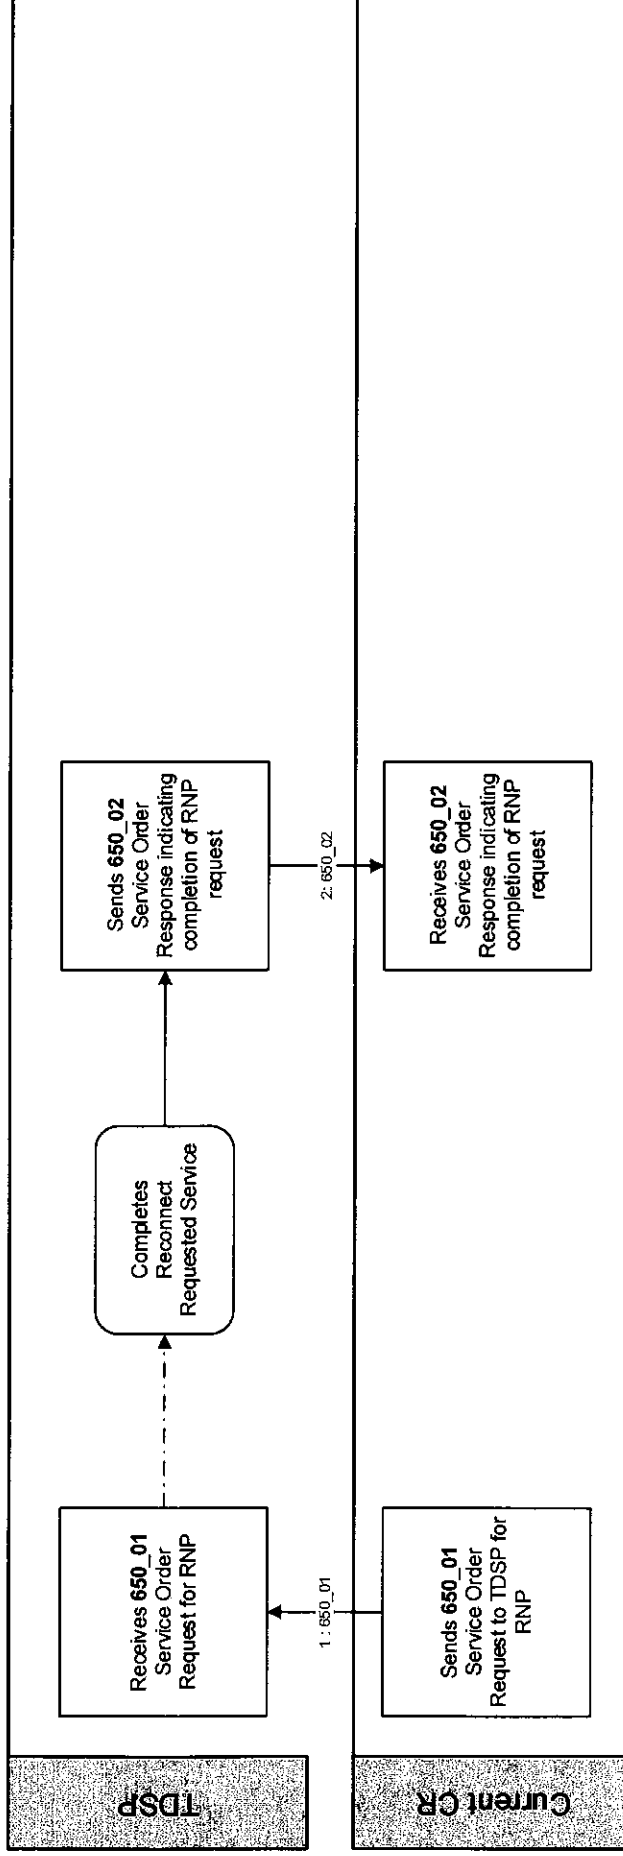 TDSP
Receives 650_01
Service Order
Request for RNP
Completes
Reconnect
Requested Service
Sends 650_02
Service Order
Response indicating
completion of RNP
request
1 : 650_01
2: 650_02
Current CR
Sends 650_01
Service Order
Request to TDSP for
RNP
Receives 650_02
Service Order
Response indicating
completion of RNP
request